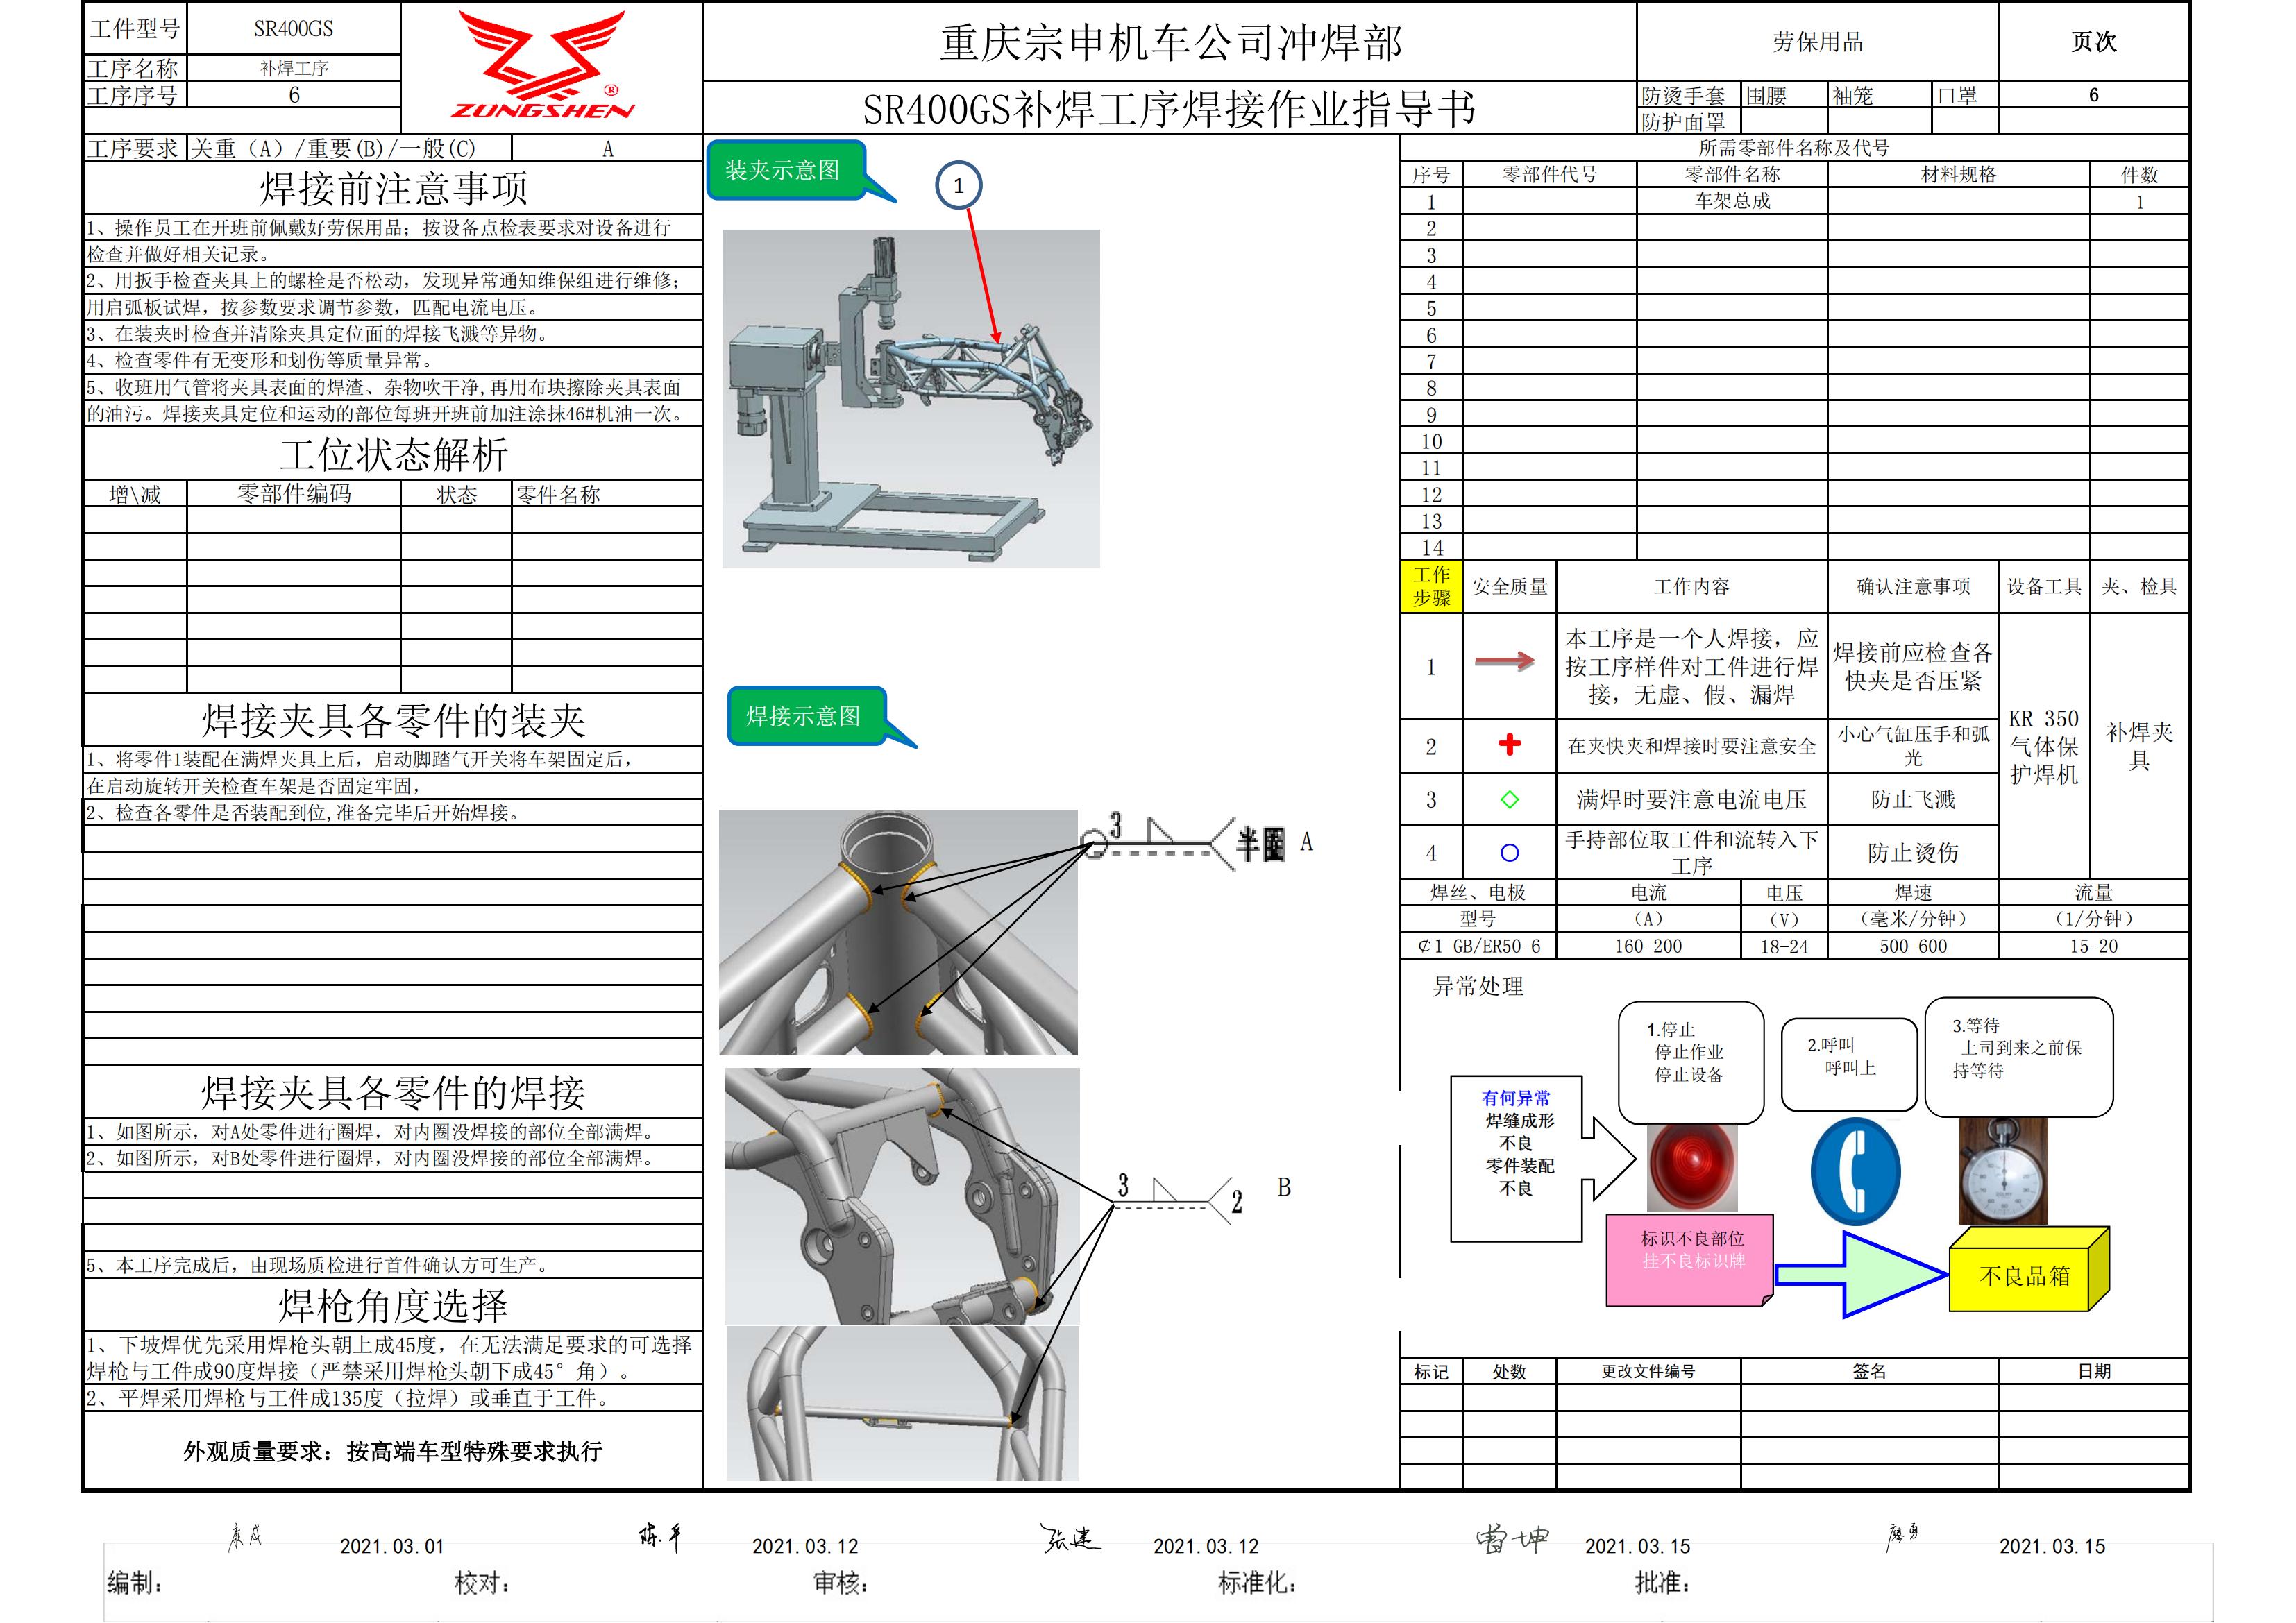 工件型号 SR400GS
工序名称 补焊工序
工序序号 6
ZONGSHEN ®
重庆宗申机车公司冲焊部
SR400GS补焊工序焊接作业指导书
劳保用品 页次
防烫手套 围腰 袖笼 口罩 6
防护面罩
工序要求 关重（A）/重要(B)/一般(C) A
焊接前注意事项
1、操作员工在开班前佩戴好劳保用品；按设备点检表要求对设备进行
检查并做好相关记录。
2、用扳手检查夹具上的螺栓是否松动，发现异常通知维保组进行维修；
用启弧板试焊，按参数要求调节参数，匹配电流电压。
3、在装夹时检查并清除夹具定位面的焊接飞溅等异物。
4、检查零件有无变形和划伤等质量异常。
5、收班用气管将夹具表面的焊渣、杂物吹干净,再用布块擦除夹具表面
的油污。焊接夹具定位和运动的部位每班开班前加注涂抹46#机油一次。
工位状态解析
增\减 零部件编码 状态 零件名称
焊接夹具各零件的装夹
1、将零件1装配在满焊夹具上后，启动脚踏气开关将车架固定后，
在启动旋转开关检查车架是否固定牢固，
2、检查各零件是否装配到位,准备完毕后开始焊接。
焊接夹具各零件的焊接
1、如图所示，对A处零件进行圈焊，对内圈没焊接的部位全部满焊。
2、如图所示，对B处零件进行圈焊，对内圈没焊接的部位全部满焊。
5、本工序完成后，由现场质检进行首件确认方可生产。
焊枪角度选择
1、下坡焊优先采用焊枪头朝上成45度，在无法满足要求的可选择
焊枪与工件成90度焊接（严禁采用焊枪头朝下成45°角）。
2、平焊采用焊枪与工件成135度（拉焊）或垂直于工件。
外观质量要求：按高端车型特殊要求执行
装夹示意图
1
焊接示意图
3 半圈 A
3 2 B
所需零部件名称及代号
序号 零部件代号 零部件名称 材料规格 件数
1 车架总成 1
2
3
4
5
6
7
8
9
10
11
12
13
14
工作步骤 安全质量 工作内容 确认注意事项 设备工具 夹、检具
1 本工序是一个人焊接，应
按工序样件对工件进行焊
接，无虚、假、漏焊
焊接前应检查各
快夹是否压紧
2 在夹快夹和焊接时要注意安全 小心气缸压手和弧
光
3 满焊时要注意电流电压 防止飞溅
4 手持部位取工件和流转入下
工序
防止烫伤
KR 350
气体保
护焊机
补焊夹
具
焊丝、电极 电流 电压 焊速 流量
型号 （A） （V） （毫米/分钟） （1/分钟）
¢1 GB/ER50-6 160-200 18-24 500-600 15-20
异常处理
有何异常
焊缝成形
不良
零件装配
不良
1.停止
停止作业
停止设备
2.呼叫
呼叫上
3.等待
上司到来之前保
持等待
标识不良部位
挂不良标识牌
不良品箱
标记 处数 更改文件编号 签名 日期
康成 2021.03.01 陈平 2021.03.12 张建 2021.03.12 雷坤 2021.03.15 廖勇 2021.03.15
编制： 校对： 审核： 标准化： 批准：